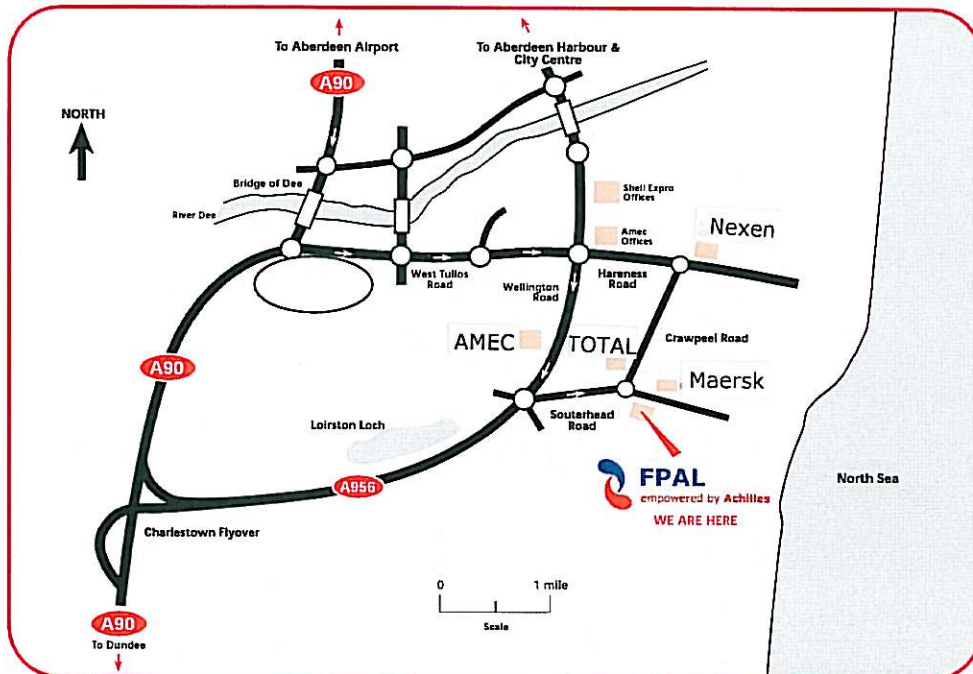 To Aberdeen Airport
To Aberdeen Harbour &
City Centre
A90
NORTH
Bridge of Dee
River Dee
Shell Expro
Offices
Amec
Offices
Nexen
West Tullos
Road
Wellington
Road
Hareness
Road
AMEC
TOTAL
Crawpeel Road
A90
Maersk
Souterhead
Road
Loirston Loch
FPAL
empowered by Achilles
WE ARE HERE
North Sea
A956
Charlestown Flyover
0 1 mile
Scale
A90
To Dundee